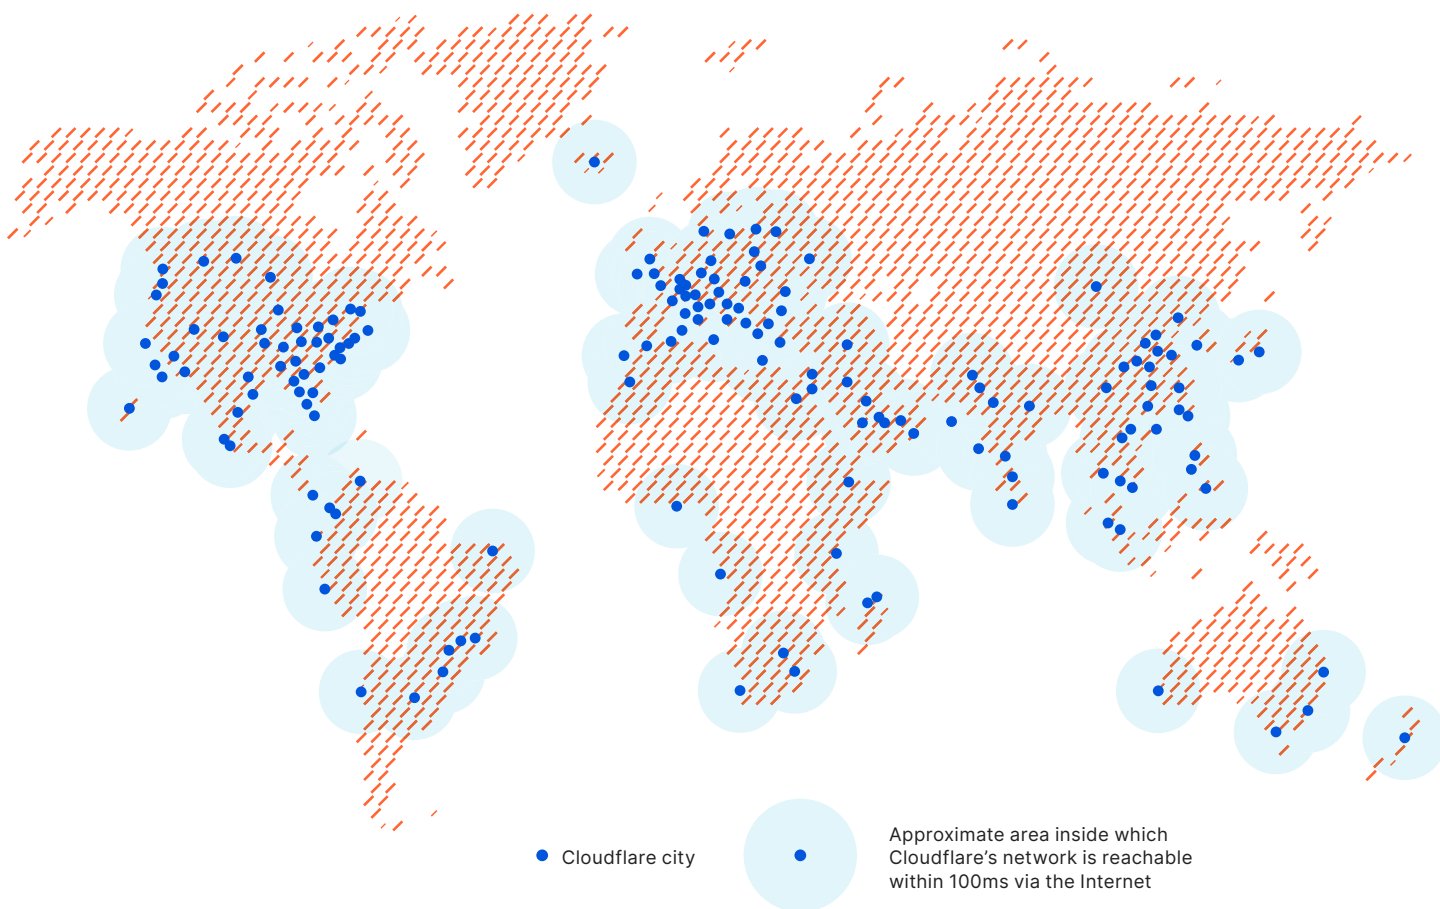 Cloudflare city
Approximate area inside which
Cloudflare’s network is reachable
within 100ms via the Internet